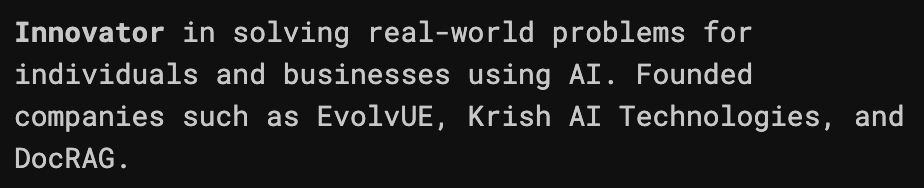 Innovator in solving real-world problems for
individuals and businesses using AI. Founded
companies such as EvolvUE, Krish AI Technologies, and
DocRAG.